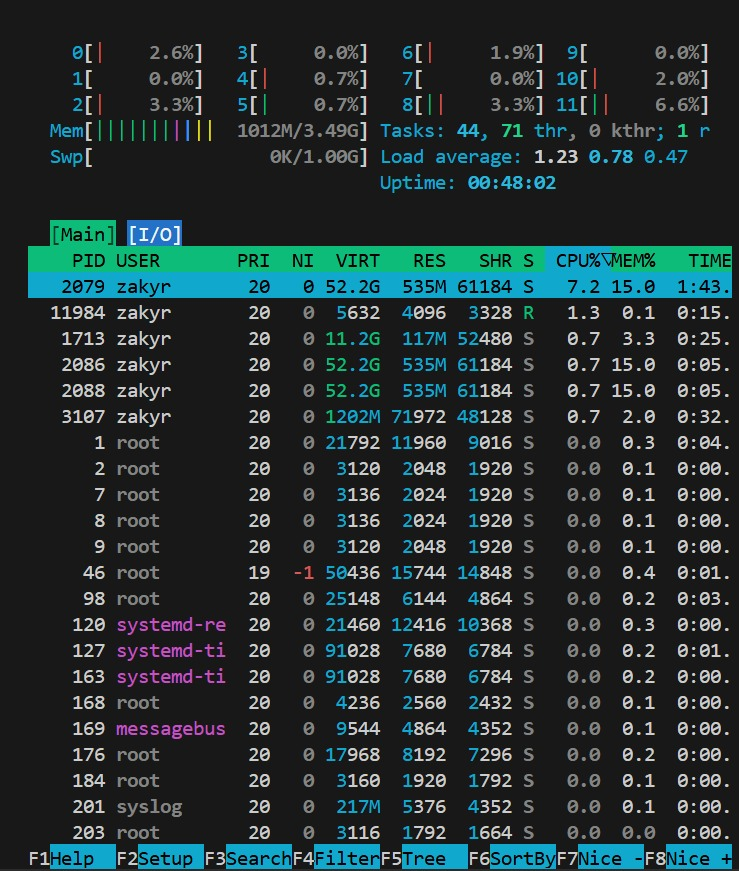 0[|     2.6%]   3[      0.0%]   6[|     1.9%]   9[      0.0%]
1[      0.0%]   4[|     0.7%]   7[      0.0%]  10[|     2.0%]
2[|     3.3%]   5[|     0.7%]   8[||    3.3%]  11[||    6.6%]
Mem[|||||||||||  1012M/3.49G] Tasks: 44, 71 thr, 0 kthr; 1 r
Swp[                0K/1.00G] Load average: 1.23 0.78 0.47
Uptime: 00:48:02
[Main] [I/O]
PID USER PRI NI VIRT RES SHR S CPU%▽MEM% TIME
2079 zakyr 20 0 52.2G 535M 61184 S 7.2 15.0 1:43.
11984 zakyr 20 0 5632 4096 3328 R 1.3 0.1 0:15.
1713 zakyr 20 0 11.2G 117M 52480 S 0.7 3.3 0:25.
2086 zakyr 20 0 52.2G 535M 61184 S 0.7 15.0 0:05.
2088 zakyr 20 0 52.2G 535M 61184 S 0.7 15.0 0:05.
3107 zakyr 20 0 1202M 71972 48128 S 0.7 2.0 0:32.
1 root 20 0 21792 11960 9016 S 0.0 0.3 0:04.
2 root 20 0 3120 2048 1920 S 0.0 0.1 0:00.
7 root 20 0 3136 2024 1920 S 0.0 0.1 0:00.
8 root 20 0 3136 2024 1920 S 0.0 0.1 0:00.
9 root 20 0 3120 2048 1920 S 0.0 0.1 0:00.
46 root 19 -1 50436 15744 14848 S 0.0 0.4 0:01.
98 root 20 0 25148 6144 4864 S 0.0 0.2 0:03.
120 systemd-re 20 0 21460 12416 10368 S 0.0 0.3 0:00.
127 systemd-ti 20 0 91028 7680 6784 S 0.0 0.2 0:01.
163 systemd-ti 20 0 91028 7680 6784 S 0.0 0.2 0:00.
168 root 20 0 4236 2560 2432 S 0.0 0.1 0:00.
169 messagebus 20 0 9544 4864 4352 S 0.0 0.1 0:00.
176 root 20 0 17968 8192 7296 S 0.0 0.2 0:00.
184 root 20 0 3160 1920 1792 S 0.0 0.1 0:00.
201 syslog 20 0 217M 5376 4352 S 0.0 0.1 0:00.
203 root 20 0 3116 1792 1664 S 0.0 0.0 0:00.
F1Help F2Setup F3SearchF4FilterF5Tree F6SortByF7Nice -F8Nice +